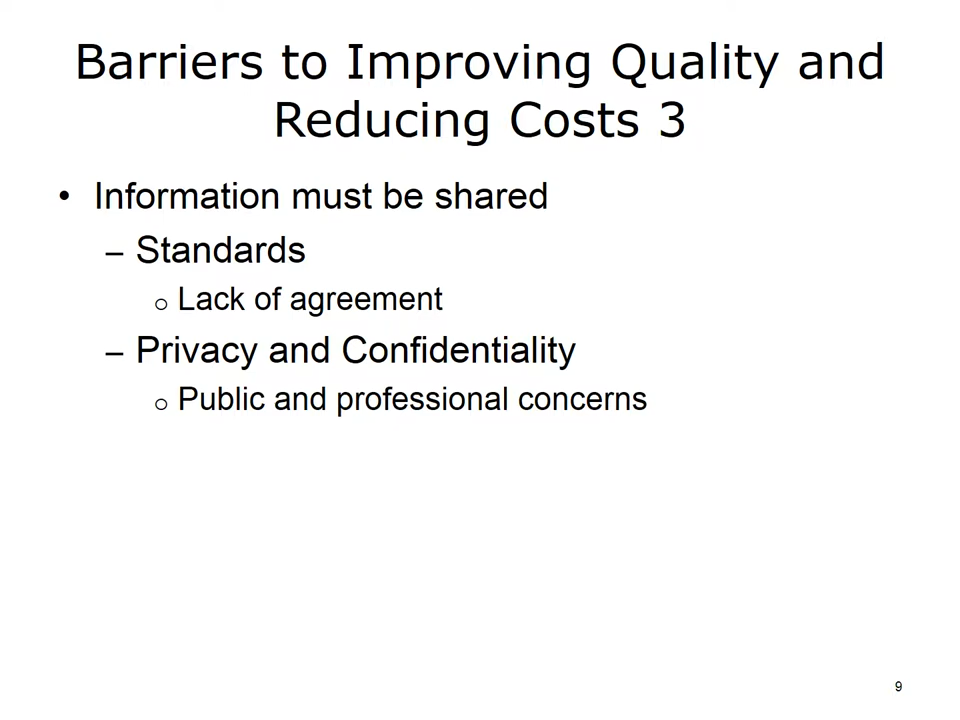 Barriers to Improving Quality and
Reducing Costs 3
• Information must be shared
– Standards
o Lack of agreement
– Privacy and Confidentiality
o Public and professional concerns
9